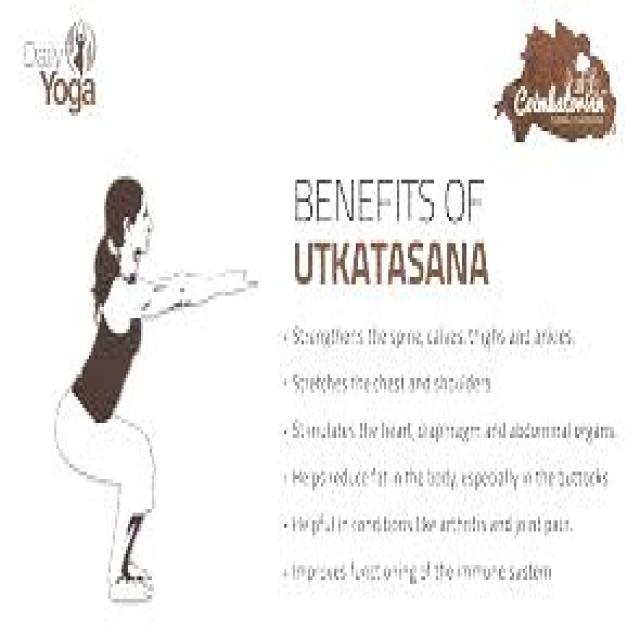 Daily
Yoga
Coimbatorian
BENEFITS OF
UTKATASANA
• Strengthens the spine, calves, thighs and ankles.
• Stretches the chest and shoulders
• Stimulates the heart, diaphragm and abdominal organs.
• Helps reduce fat in the body, especially in the buttocks
• Helpful in conditions like arthritis and joint pain.
• Improves functioning of the immune system